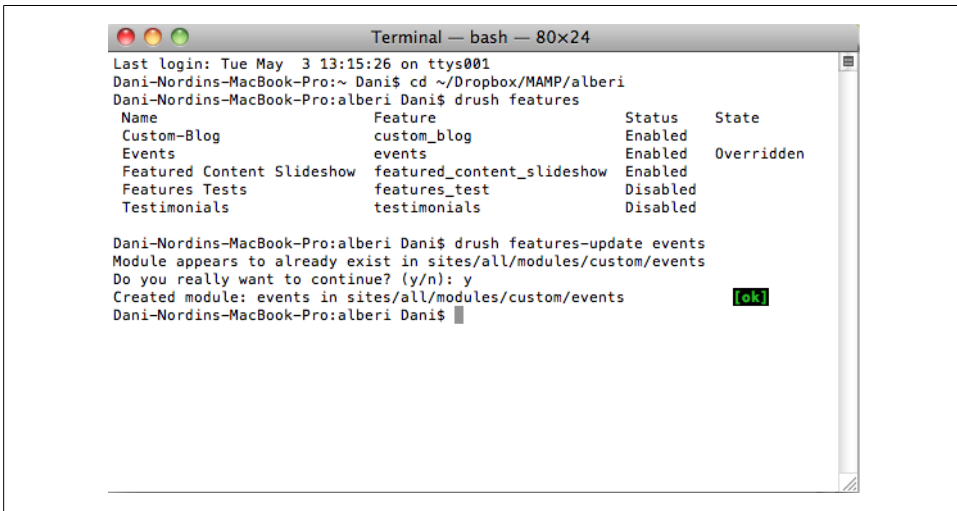 Terminal — bash — 80×24
Last login: Tue May  3 13:15:26 on ttys001
Dani-Nordins-MacBook-Pro:~ Dani$ cd ~/Dropbox/MAMP/alberi
Dani-Nordins-MacBook-Pro:alberi Dani$ drush features
Name Feature Status State
Custom-Blog custom_blog Enabled
Events events Enabled Overridden
Featured Content Slideshow featured_content_slideshow Enabled
Features Tests features_test Disabled
Testimonials testimonials Disabled
Dani-Nordins-MacBook-Pro:alberi Dani$ drush features-update events
Module appears to already exist in sites/all/modules/custom/events
Do you really want to continue? (y/n): y
Created module: events in sites/all/modules/custom/events [ok]
Dani-Nordins-MacBook-Pro:alberi Dani$